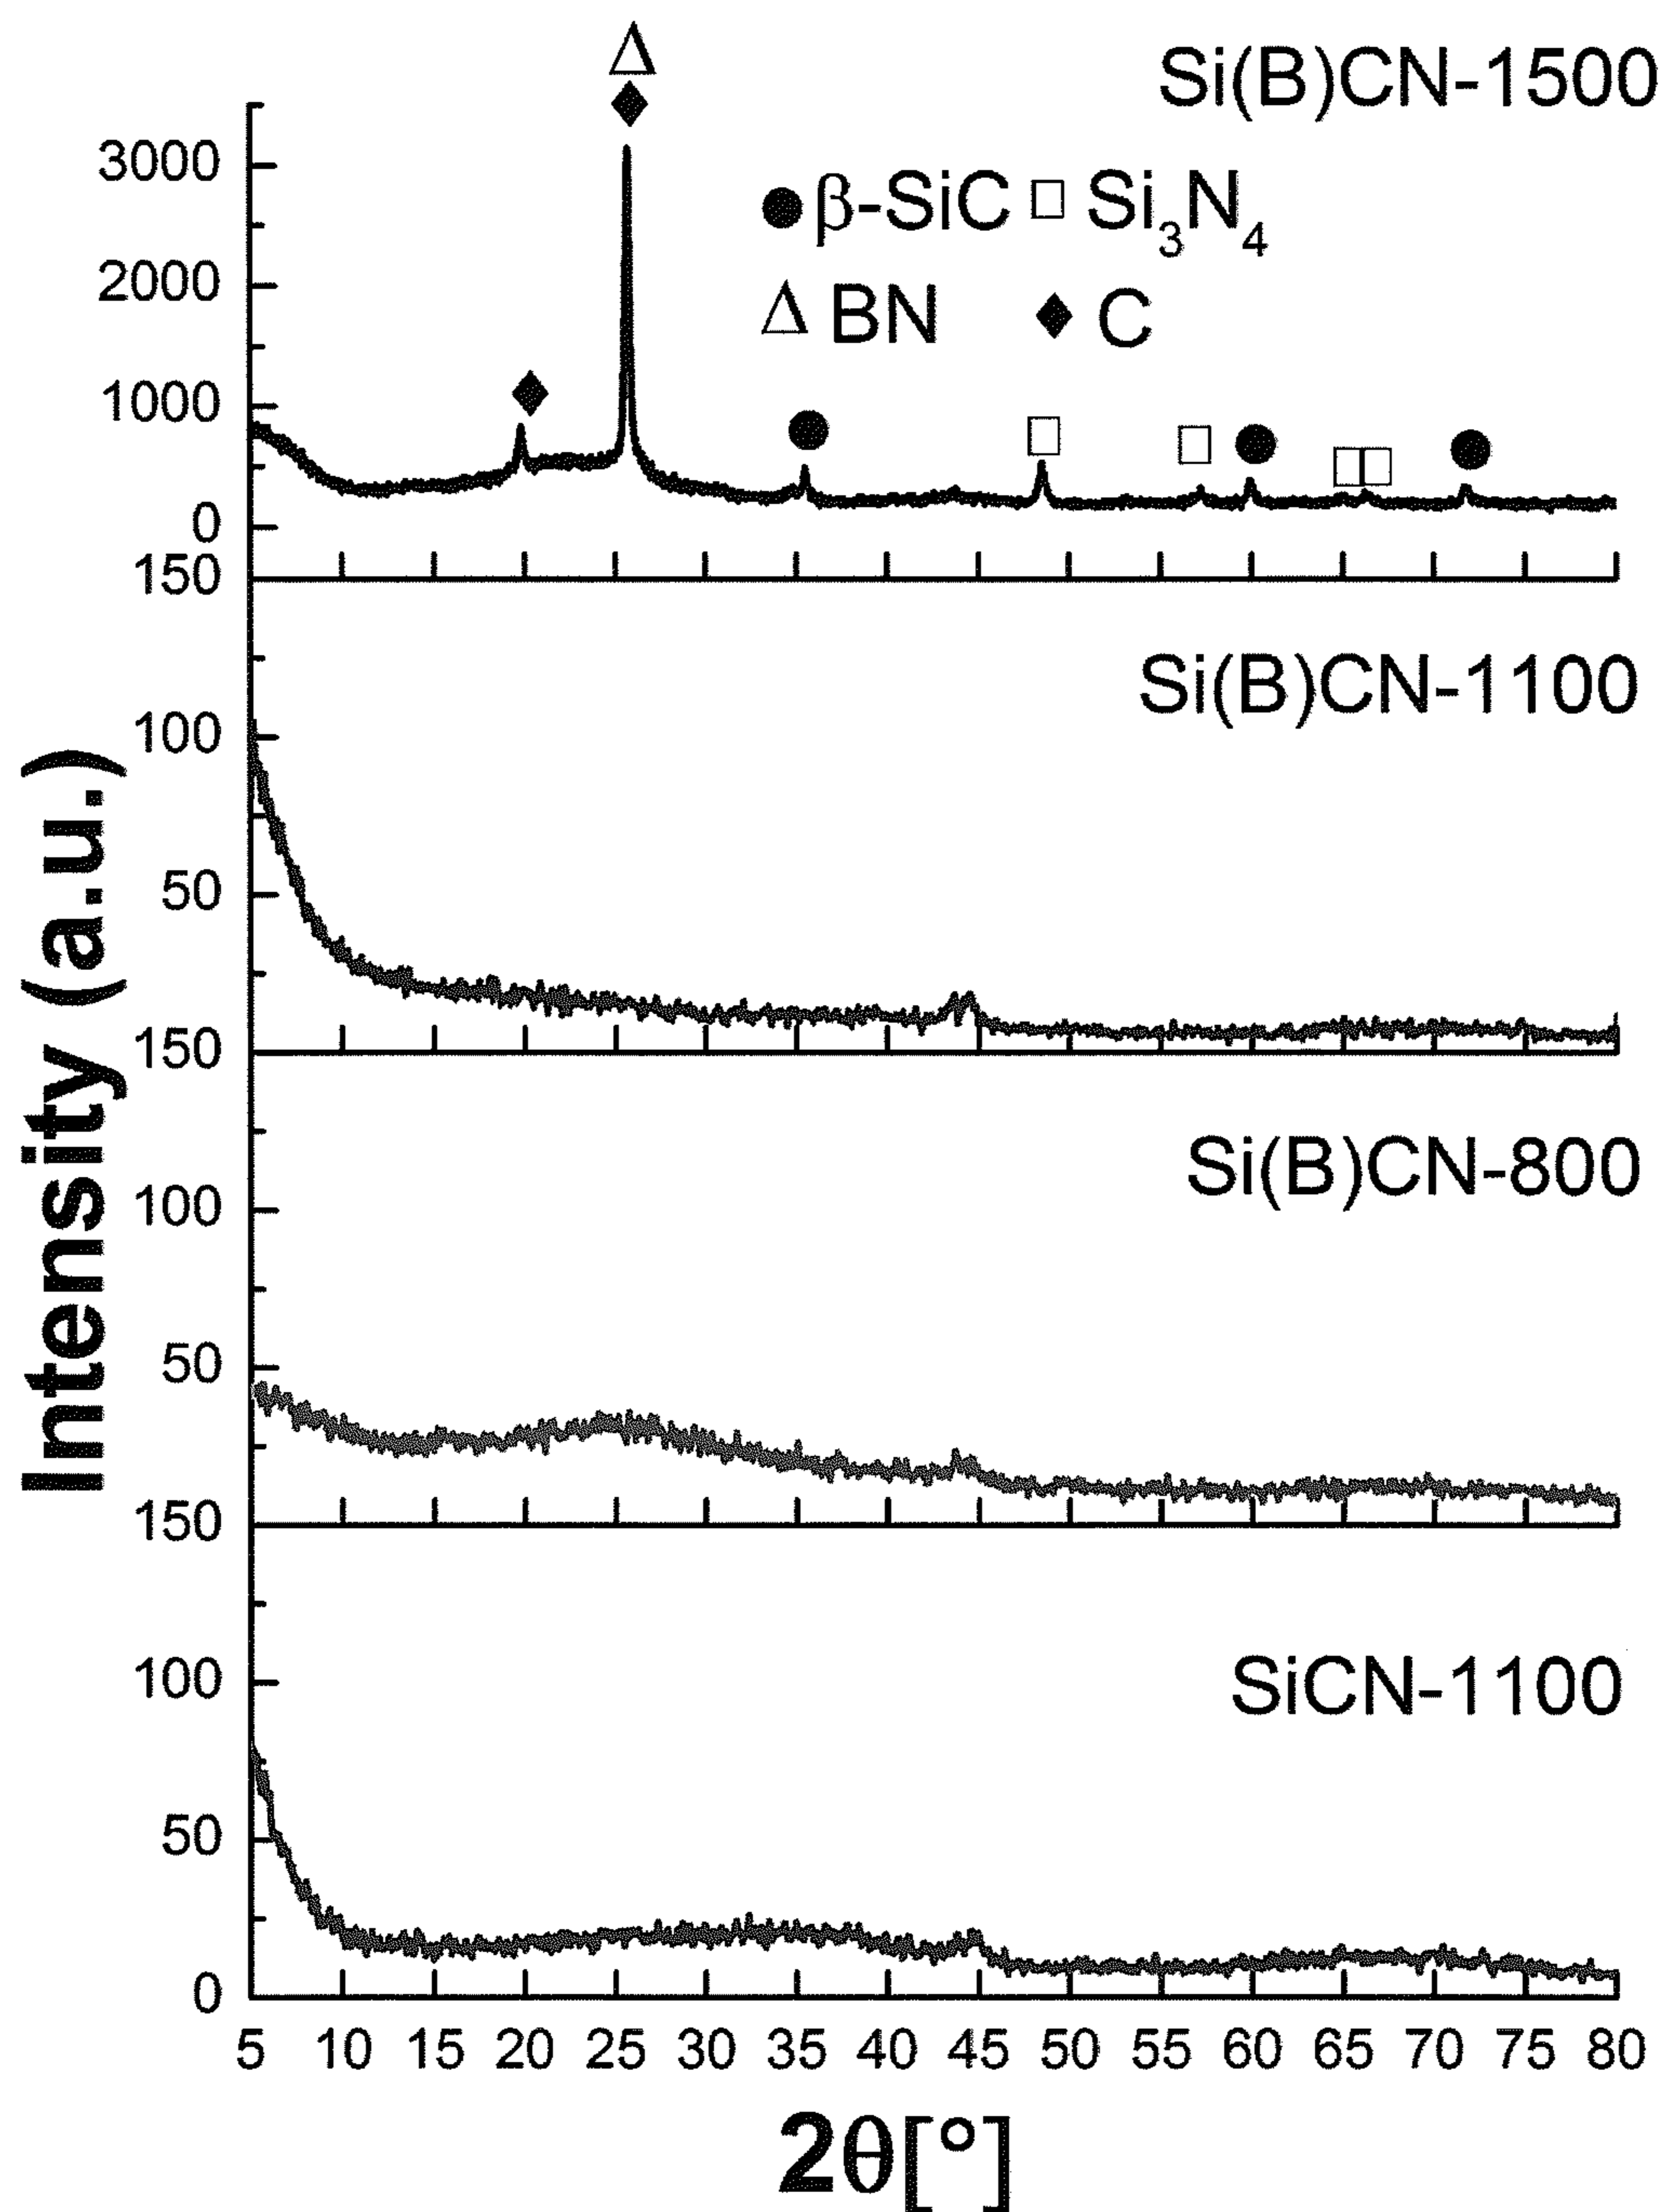 Si(B)CN-1500
Δ
◆
3000
● β-SiC □ Si₃N₄
2000
Δ BN ◆ C
1000
0
150
Si(B)CN-1100
100
50
150
Si(B)CN-800
100
50
150
SiCN-1100
100
50
0
5 10 15 20 25 30 35 40 45 50 55 60 65 70 75 80
2θ[°]
Intensity (a.u.)